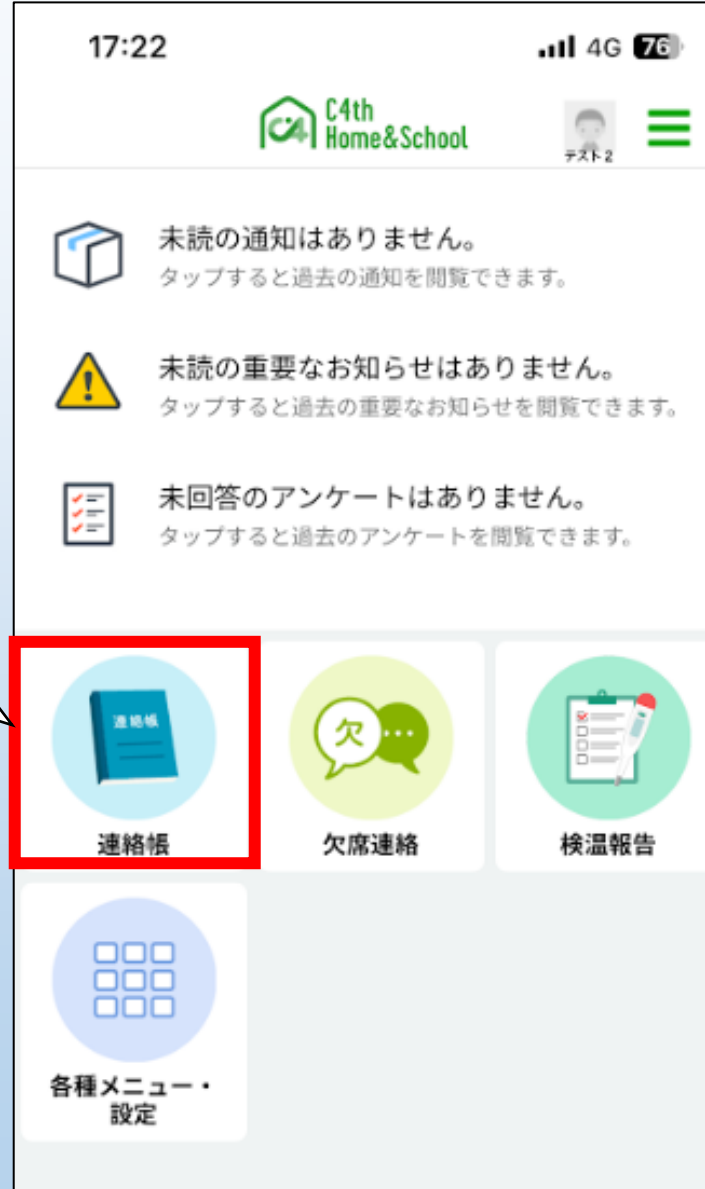 17:22
4G 76
C4th
Home&School
テスト2
未読の通知はありません。
タップすると過去の通知を閲覧できます。
未読の重要なお知らせはありません。
タップすると過去の重要なお知らせを閲覧できます。
未回答のアンケートはありません。
タップすると過去のアンケートを閲覧できます。
連絡帳
欠…
連絡帳
欠席連絡
検温報告
各種メニュー・
設定